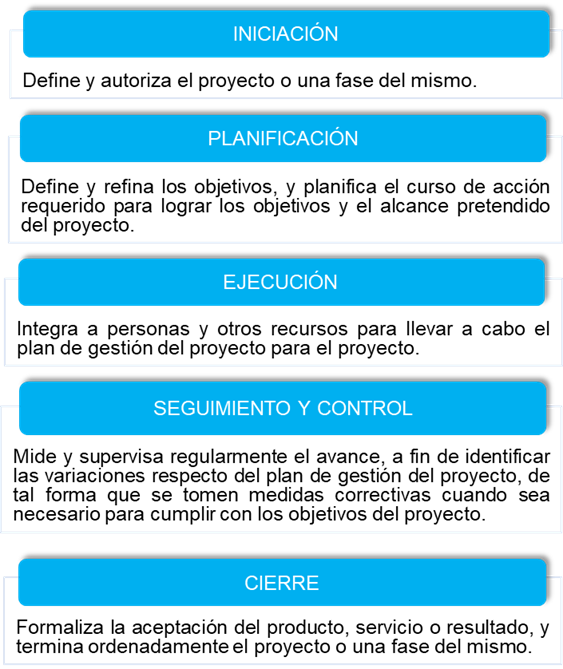 INICIACIÓN
Define y autoriza el proyecto o una fase del mismo.
PLANIFICACIÓN
Define y refina los objetivos, y planifica el curso de acción
requerido para lograr los objetivos y el alcance pretendido
del proyecto.
EJECUCIÓN
Integra a personas y otros recursos para llevar a cabo el
plan de gestión del proyecto para el proyecto.
SEGUIMIENTO Y CONTROL
Mide y supervisa regularmente el avance, a fin de identificar
las variaciones respecto del plan de gestión del proyecto, de
tal forma que se tomen medidas correctivas cuando sea
necesario para cumplir con los objetivos del proyecto.
CIERRE
Formaliza la aceptación del producto, servicio o resultado, y
termina ordenadamente el proyecto o una fase del mismo.